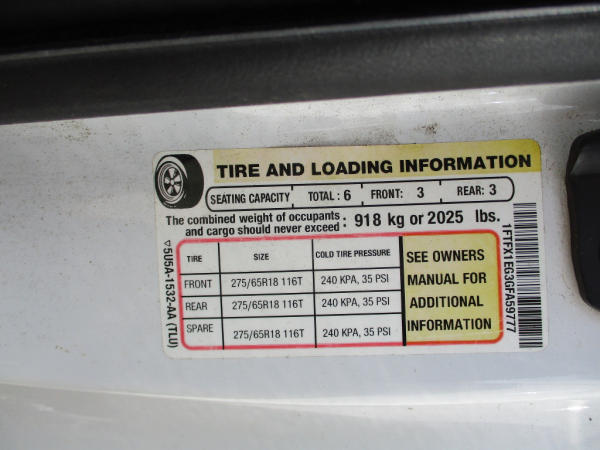 TIRE AND LOADING INFORMATION
SEATING CAPACITY TOTAL : 6 FRONT: 3 REAR: 3
The combined weight of occupants and cargo should never exceed : 918 kg or 2025 lbs.
TIRE SIZE COLD TIRE PRESSURE
FRONT 275/65R18 116T 240 KPA, 35 PSI
REAR 275/65R18 116T 240 KPA, 35 PSI
SPARE 275/65R18 116T 240 KPA, 35 PSI
SEE OWNERS
MANUAL FOR
ADDITIONAL
INFORMATION
5U5A-1532-AA (TLU)
1FTFX1EG3GFA59777